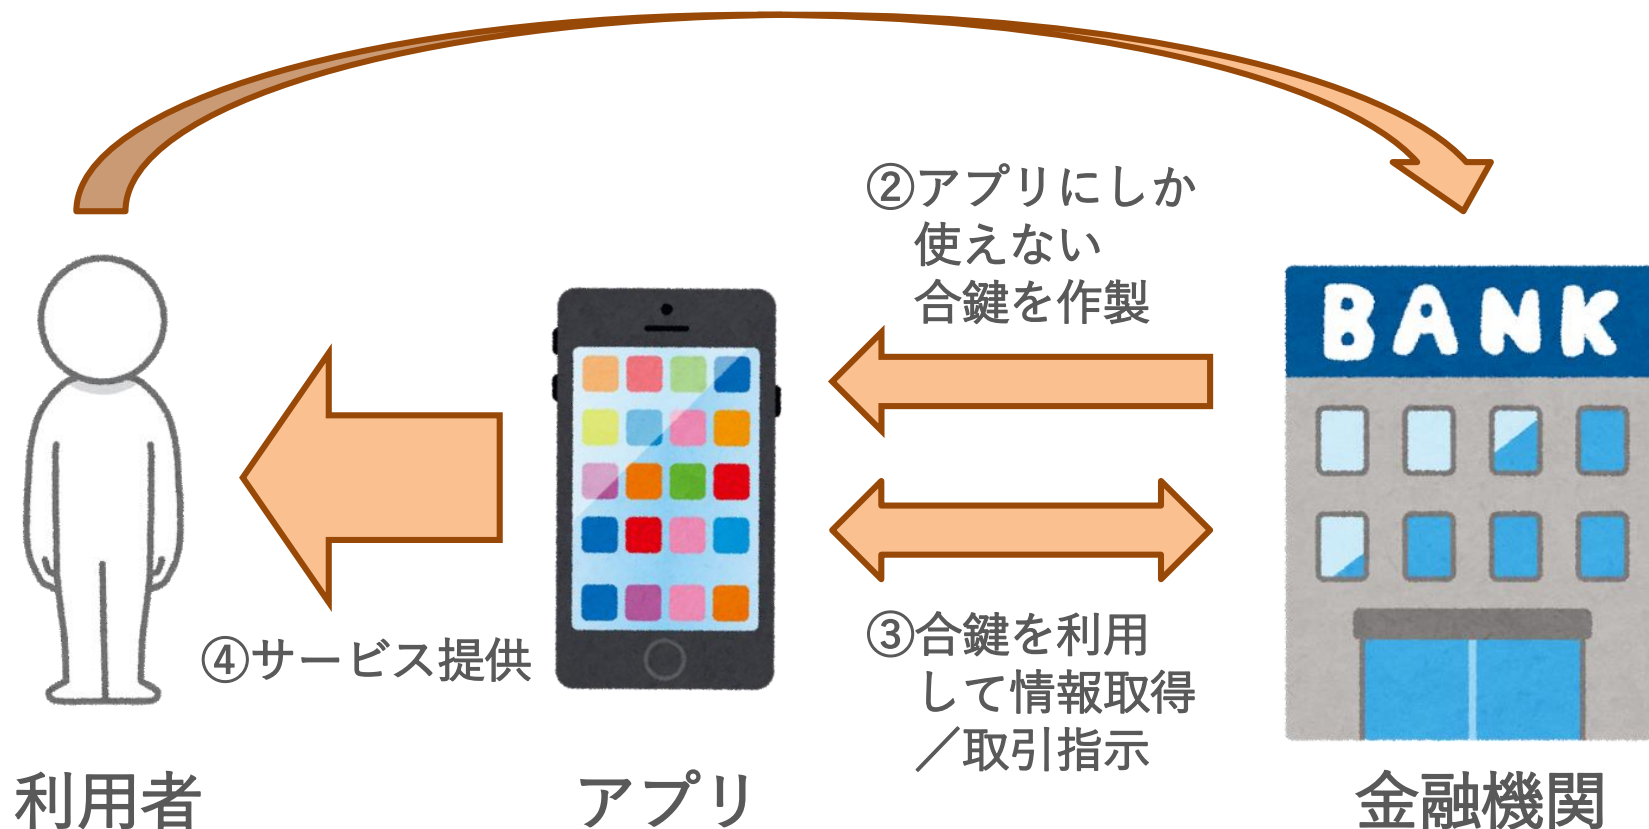 ②アプリにしか
使えない
合鍵を作製
BANK
④サービス提供
③合鍵を利用
して情報取得
／取引指示
利用者
アプリ
金融機関